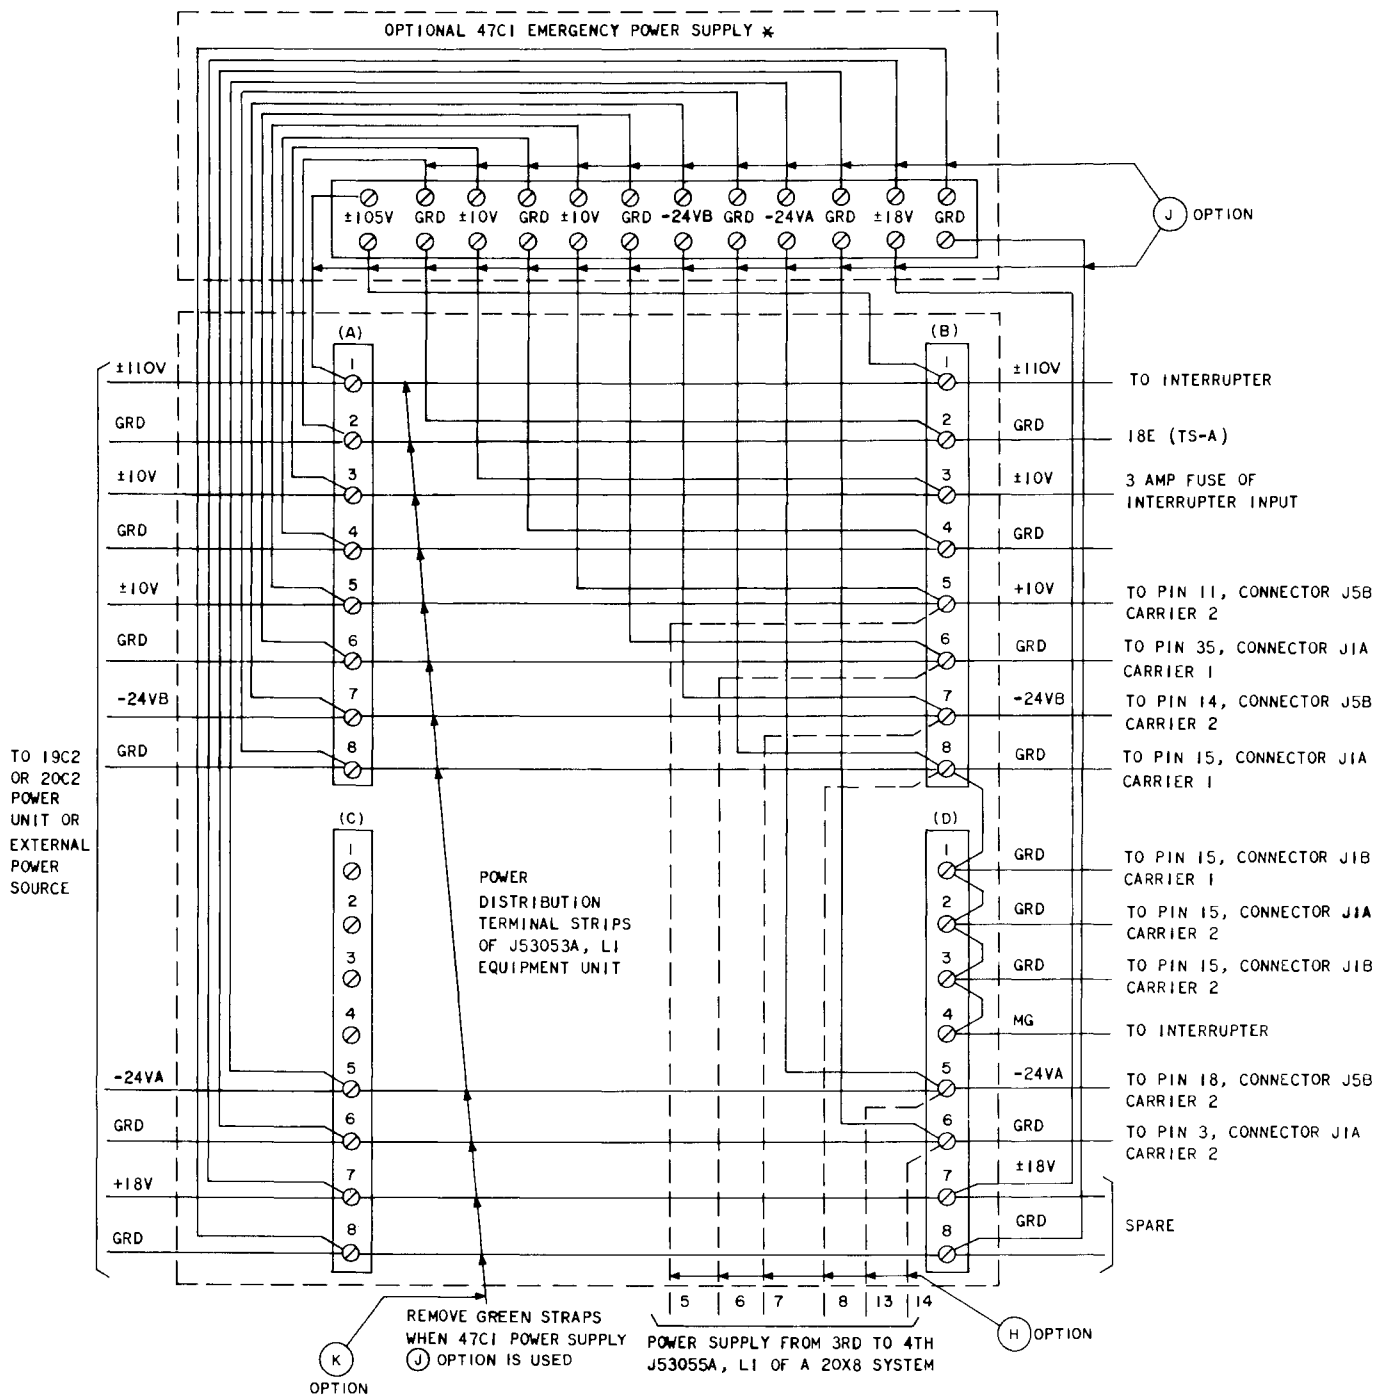 OPTIONAL 47C1 EMERGENCY POWER SUPPLY *
±105V GRD ±10V GRD ±10V GRD -24VB GRD -24VA GRD ±18V GRD
J OPTION
(A)
(B)
±110V
1
1
±110V
TO INTERRUPTER
GRD
2
2
GRD
18E (TS-A)
±10V
3
3
±10V
3 AMP FUSE OF
INTERRUPTER INPUT
GRD
4
4
GRD
±10V
5
5
+10V
TO PIN 11, CONNECTOR J5B
CARRIER 2
GRD
6
6
GRD
TO PIN 35, CONNECTOR J1A
CARRIER 1
-24VB
7
7
-24VB
TO PIN 14, CONNECTOR J5B
CARRIER 2
GRD
8
8
GRD
TO PIN 15, CONNECTOR J1A
CARRIER 1
TO 19C2
OR 20C2
POWER
UNIT OR
EXTERNAL
POWER
SOURCE
(C)
(D)
1
1
GRD
TO PIN 15, CONNECTOR J1B
CARRIER 1
2
2
GRD
TO PIN 15, CONNECTOR J1A
CARRIER 2
3
3
GRD
TO PIN 15, CONNECTOR J1B
CARRIER 2
4
4
MG
TO INTERRUPTER
POWER
DISTRIBUTION
TERMINAL STRIPS
OF J53053A, L1
EQUIPMENT UNIT
-24VA
5
5
-24VA
TO PIN 18, CONNECTOR J5B
CARRIER 2
GRD
6
6
GRD
TO PIN 3, CONNECTOR J1A
CARRIER 2
+18V
7
7
±18V
GRD
8
8
GRD
SPARE
5 6 7 8 13 14
K
OPTION
REMOVE GREEN STRAPS
WHEN 47C1 POWER SUPPLY
J OPTION IS USED
POWER SUPPLY FROM 3RD TO 4TH
J53055A, L1 OF A 20X8 SYSTEM
H OPTION